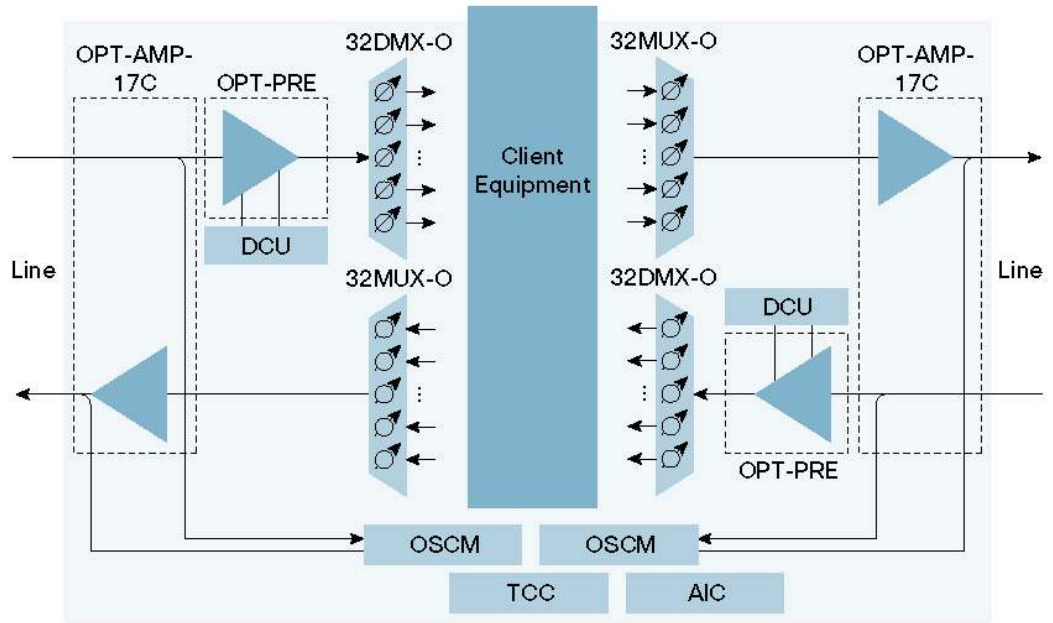 OPT-AMP-
17C
OPT-PRE
32DMX-O
32MUX-O
OPT-AMP-
17C
Client
Equipment
DCU
Line
32MUX-O
32DMX-O
DCU
Line
OPT-PRE
OSCM
OSCM
TCC
AIC